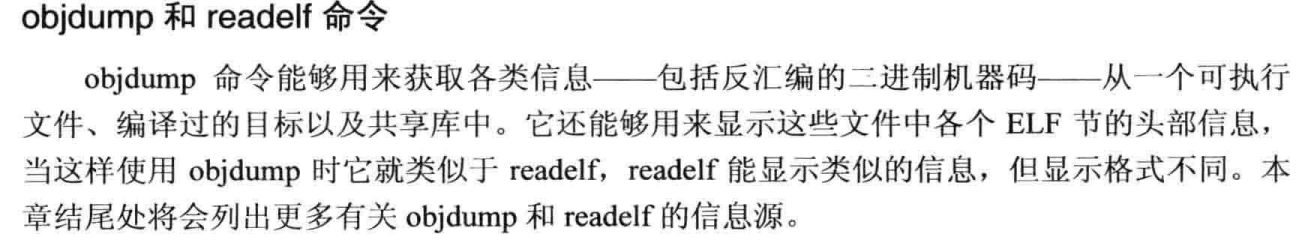 objdump 和 readelf 命令
objdump 命令能够用来获取各类信息——包括反汇编的二进制机器码——从一个可执行
文件、编译过的目标以及共享库中。它还能够用来显示这些文件中各个 ELF 节的头部信息，
当这样使用 objdump 时它就类似于 readelf，readelf 能显示类似的信息，但显示格式不同。本
章结尾处将会列出更多有关 objdump 和 readelf 的信息源。